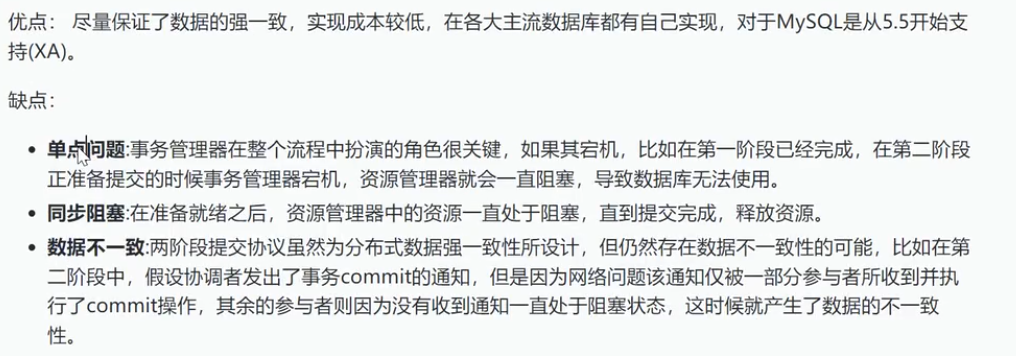 优点： 尽量保证了数据的强一致，实现成本较低，在各大主流数据库都有自己实现，对于MySQL是从5.5开始支
持(XA)。
缺点：
单点问题:事务管理器在整个流程中扮演的角色很关键，如果其宕机，比如在第一阶段已经完成，在第二阶段
正准备提交的时候事务管理器宕机，资源管理器就会一直阻塞，导致数据库无法使用。
同步阻塞:在准备就绪之后，资源管理器中的资源一直处于阻塞，直到提交完成，释放资源。
数据不一致:两阶段提交协议虽然为分布式数据强一致性所设计，但仍然存在数据不一致性的可能，比如在第
二阶段中，假设协调者发出了事务commit的通知，但是因为网络问题该通知仅被一部分参与者所收到并执
行了commit操作，其余的参与者则因为没有收到通知一直处于阻塞状态，这时候就产生了数据的不一致
性。